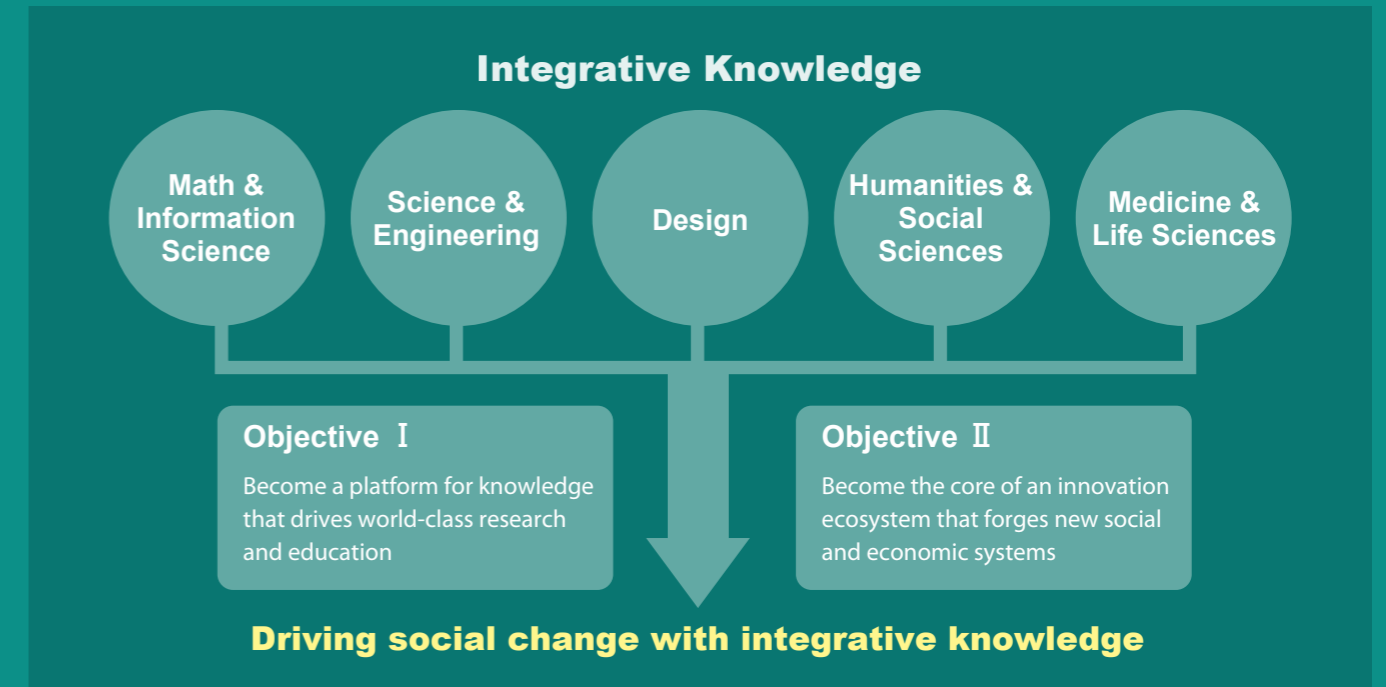 Integrative Knowledge
Math &
Information
Science
Science &
Engineering
Design
Humanities &
Social
Sciences
Medicine &
Life Sciences
Objective Ⅰ
Become a platform for knowledge
that drives world-class research
and education
Objective Ⅱ
Become the core of an innovation
ecosystem that forges new social
and economic systems
Driving social change with integrative knowledge